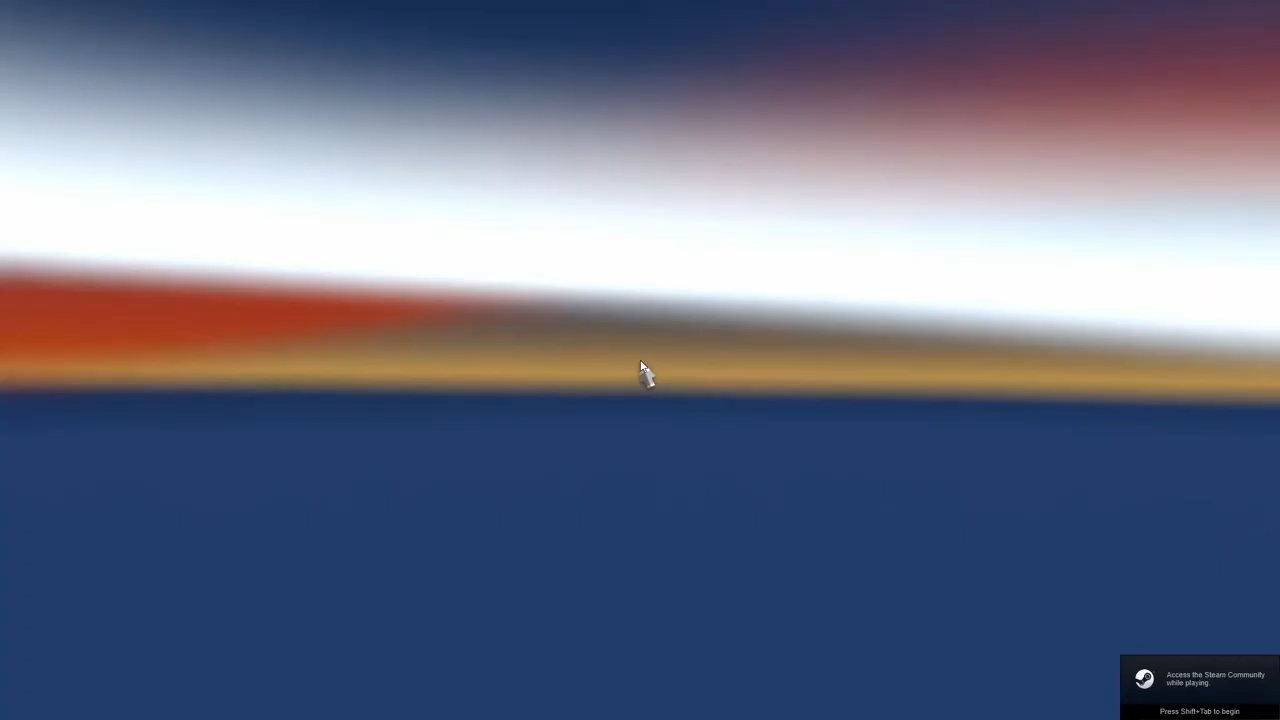 Access the Steam Community
while playing.
Press Shift+Tab to begin